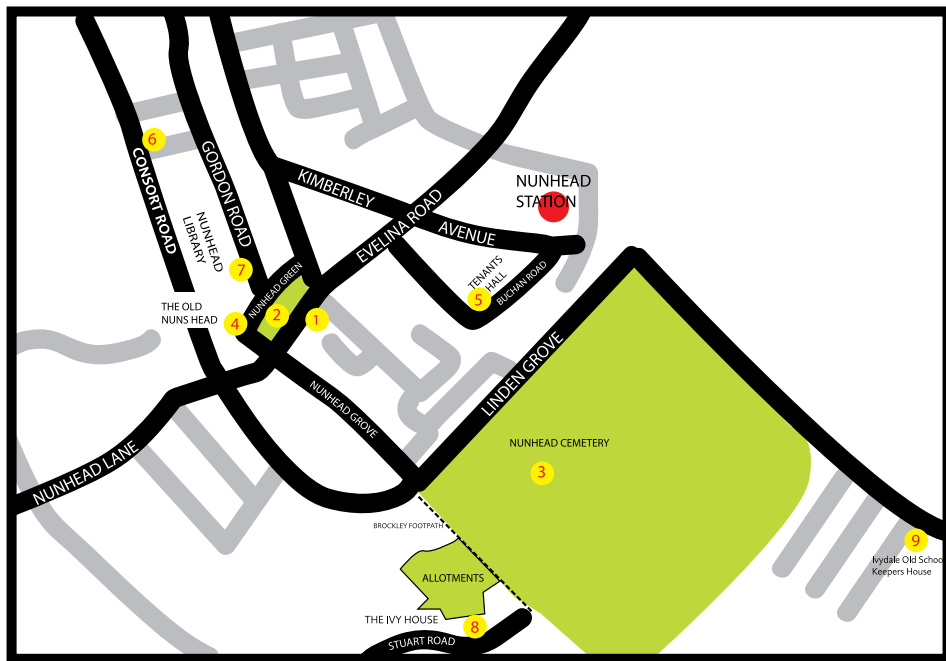 6
CONSORT ROAD
GORDON ROAD
KIMBERLEY
AVENUE
EVELINA ROAD
NUNHEAD
STATION
NUNHEAD
LIBRARY
7
NUNHEAD GREEN
TENANTS
HALL
5
BUCHAN ROAD
THE OLD
NUNS HEAD
4
2
1
NUNHEAD GROVE
LINDEN GROVE
NUNHEAD LANE
NUNHEAD CEMETERY
3
BROCKLEY FOOTPATH
9
Ivydale Old School
Keepers House
ALLOTMENTS
THE IVY HOUSE
8
STUART ROAD